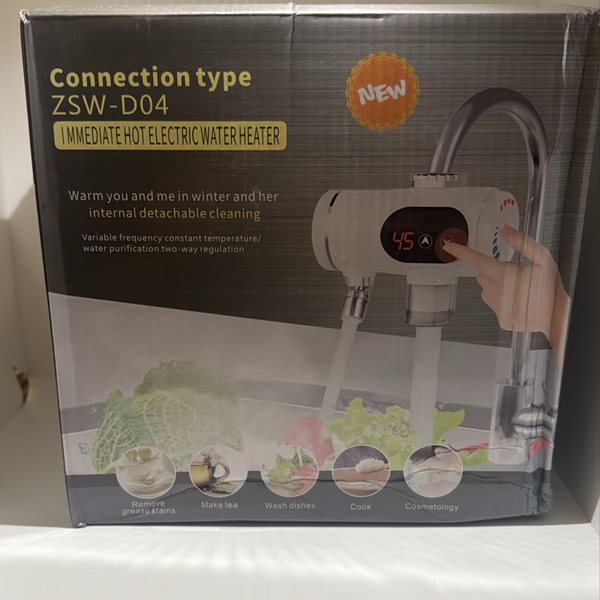 Connection type
ZSW-D04
IMMEDIATE HOT ELECTRIC WATER HEATER
NEW
Warm you and me in winter and her
internal detachable cleaning
Variable frequency constant temperature/
water purification.two-way regulation
45
Remove
grease stains
Make tea
Wash dishes
Cook
Cosmetology